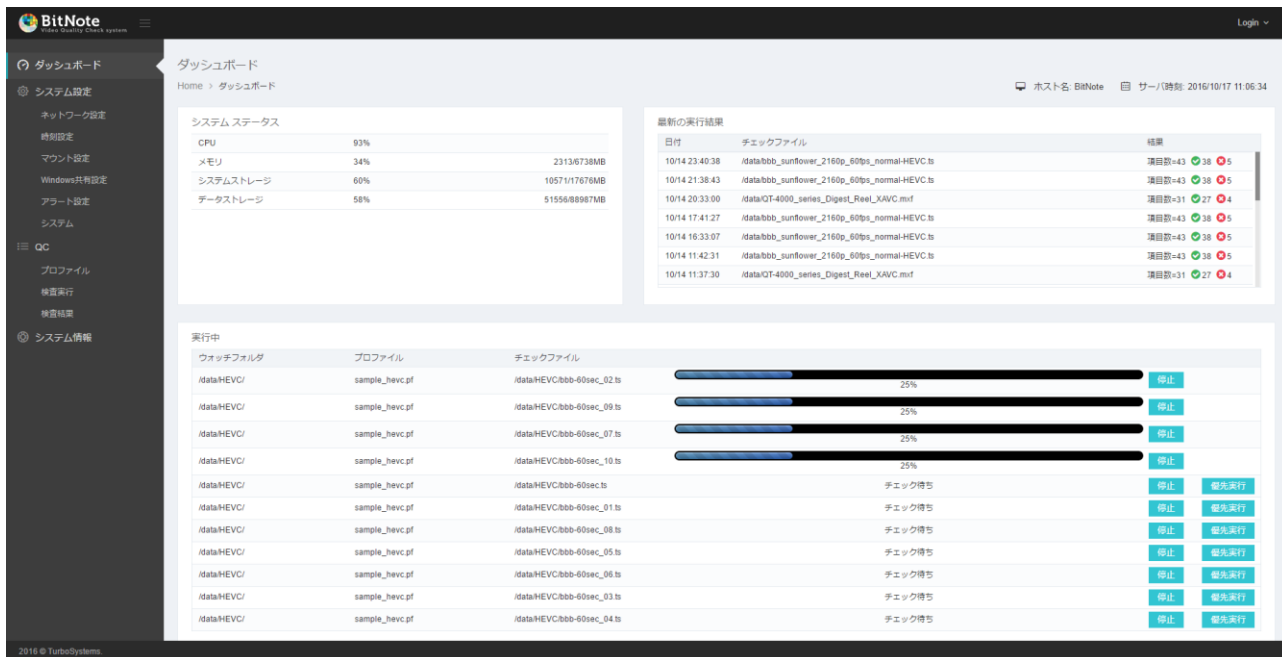 BitNote
Video Quality Check system
Login
ダッシュボード
システム設定
ネットワーク設定
時刻設定
マウント設定
Windows共有設定
アラート設定
システム
QC
プロファイル
検査実行
検査結果
システム情報
ダッシュボード
Home > ダッシュボード
ホスト名: BitNote サーバ時刻: 2016/10/17 11:06:34
システム ステータス
CPU 93%
メモリ 34% 2313/6738MB
システムストレージ 60% 10571/17676MB
データストレージ 58% 51556/88987MB
最新の実行結果
日付 チェックファイル 結果
10/14 23:40:38 /data/bbb_sunflower_2160p_60fps_normal-HEVC.ts 項目数=43 38 5
10/14 21:38:43 /data/bbb_sunflower_2160p_60fps_normal-HEVC.ts 項目数=43 38 5
10/14 20:33:00 /data/QT-4000_series_Digest_Reel_XAVC.mxf 項目数=31 27 4
10/14 17:41:27 /data/bbb_sunflower_2160p_60fps_normal-HEVC.ts 項目数=43 38 5
10/14 16:33:07 /data/bbb_sunflower_2160p_60fps_normal-HEVC.ts 項目数=43 38 5
10/14 11:42:31 /data/bbb_sunflower_2160p_60fps_normal-HEVC.ts 項目数=43 38 5
10/14 11:37:30 /data/QT-4000_series_Digest_Reel_XAVC.mxf 項目数=31 27 4
実行中
ウォッチフォルダ プロファイル チェックファイル
/data/HEVC/ sample_hevc.pf /data/HEVC/bbb-60sec_02.ts 25% 停止
/data/HEVC/ sample_hevc.pf /data/HEVC/bbb-60sec_09.ts 25% 停止
/data/HEVC/ sample_hevc.pf /data/HEVC/bbb-60sec_07.ts 25% 停止
/data/HEVC/ sample_hevc.pf /data/HEVC/bbb-60sec_10.ts 25% 停止
/data/HEVC/ sample_hevc.pf /data/HEVC/bbb-60sec.ts チェック待ち 停止 優先実行
/data/HEVC/ sample_hevc.pf /data/HEVC/bbb-60sec_01.ts チェック待ち 停止 優先実行
/data/HEVC/ sample_hevc.pf /data/HEVC/bbb-60sec_08.ts チェック待ち 停止 優先実行
/data/HEVC/ sample_hevc.pf /data/HEVC/bbb-60sec_05.ts チェック待ち 停止 優先実行
/data/HEVC/ sample_hevc.pf /data/HEVC/bbb-60sec_06.ts チェック待ち 停止 優先実行
/data/HEVC/ sample_hevc.pf /data/HEVC/bbb-60sec_03.ts チェック待ち 停止 優先実行
/data/HEVC/ sample_hevc.pf /data/HEVC/bbb-60sec_04.ts チェック待ち 停止 優先実行
2016 © TurboSystems.